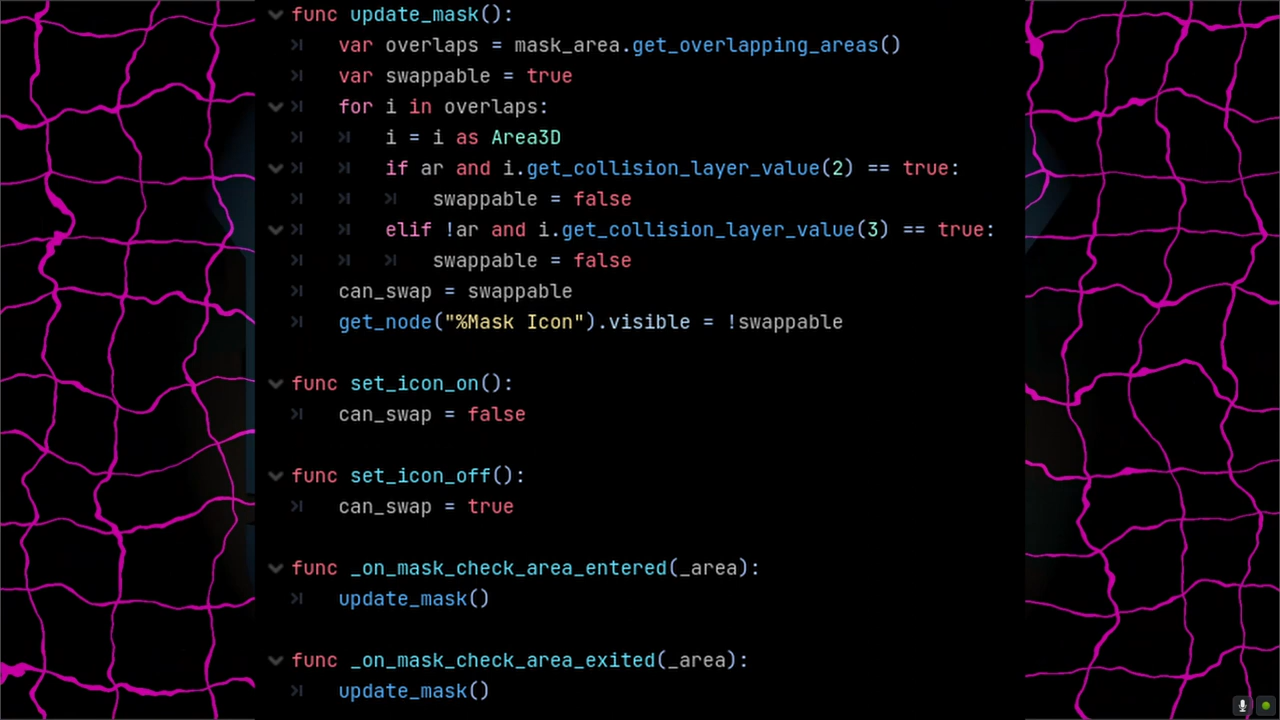 func update_mask():
var overlaps = mask_area.get_overlapping_areas()
var swappable = true
for i in overlaps:
i = i as Area3D
if ar and i.get_collision_layer_value(2) == true:
swappable = false
elif !ar and i.get_collision_layer_value(3) == true:
swappable = false
can_swap = swappable
get_node("%Mask Icon").visible = !swappable
func set_icon_on():
can_swap = false
func set_icon_off():
can_swap = true
func _on_mask_check_area_entered(_area):
update_mask()
func _on_mask_check_area_exited(_area):
update_mask()